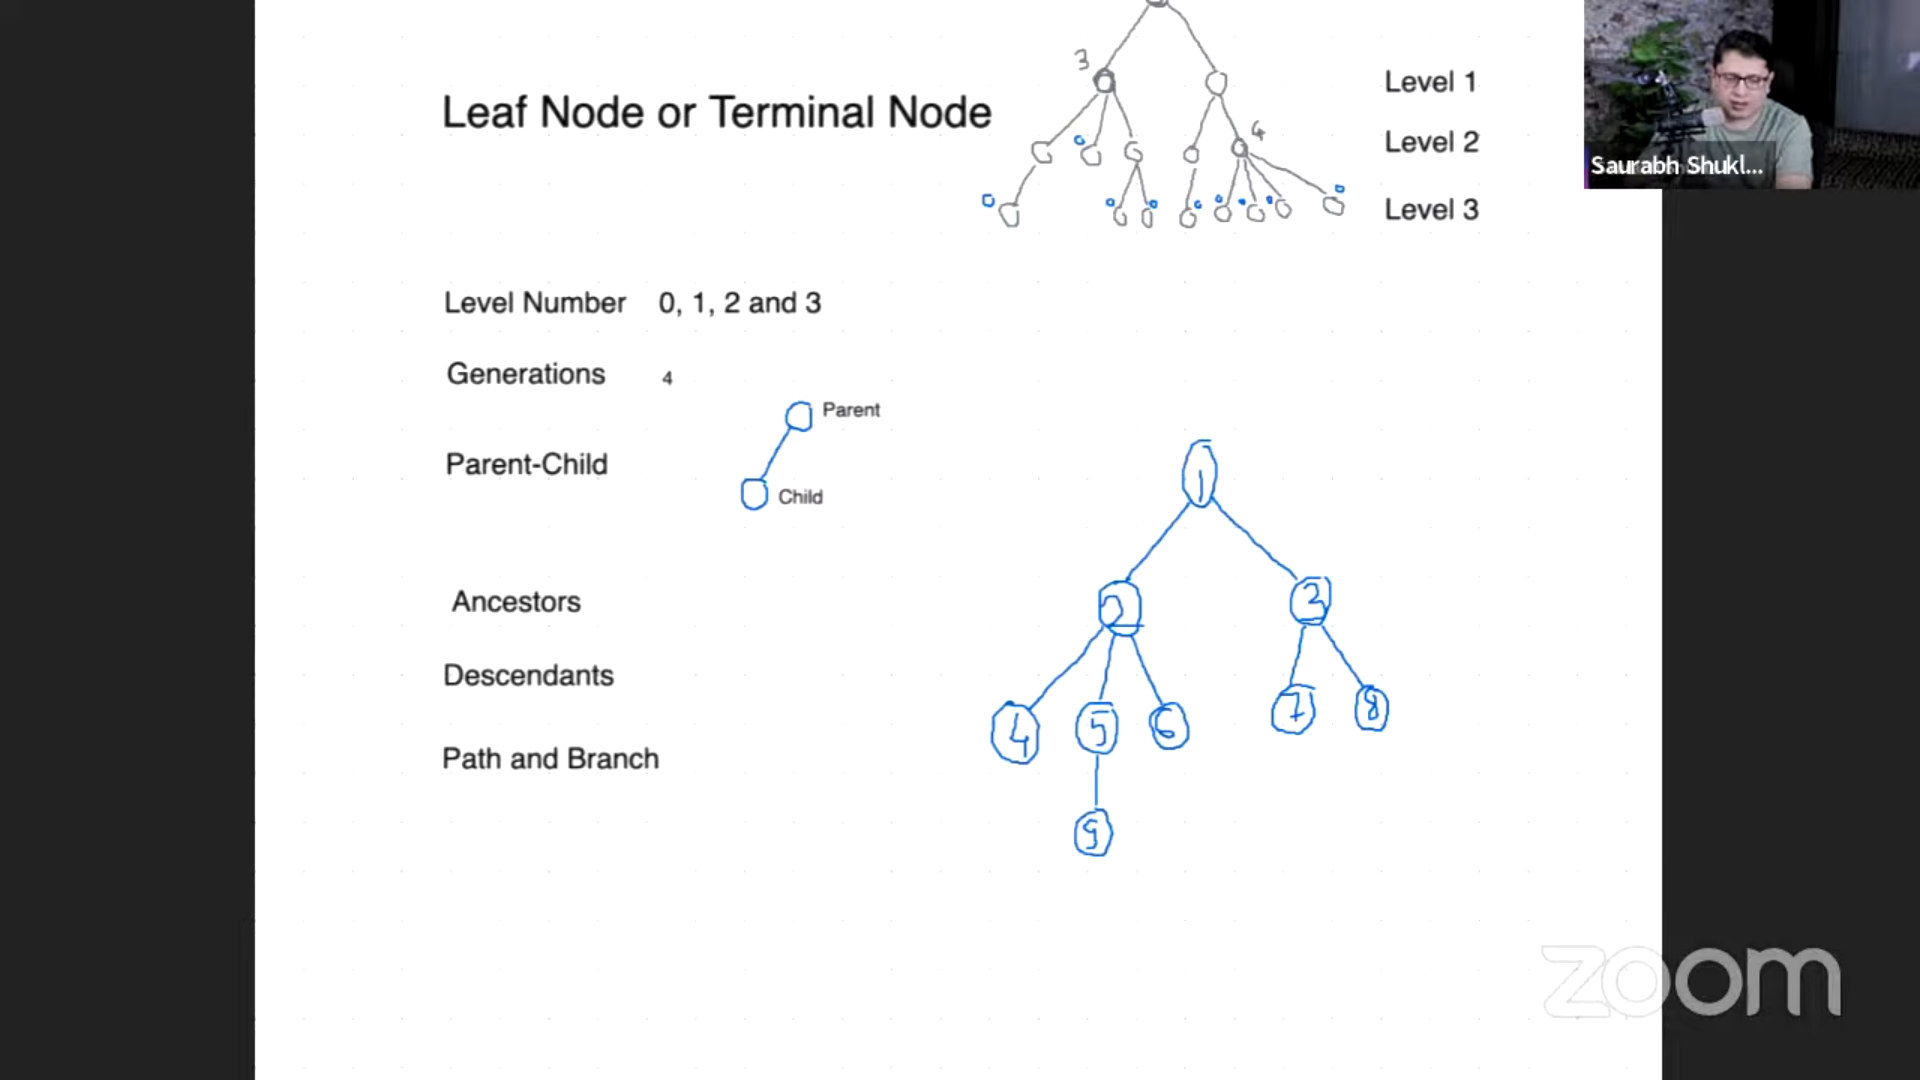 3
Level 1
Leaf Node or Terminal Node
4
Level 2
Saurabh Shukl...
Level 3
Level Number 0, 1, 2 and 3
Generations 4
Parent
Parent-Child
Child
1
Ancestors
2 3
Descendants
4 5 6 7 8
Path and Branch
9
zoom